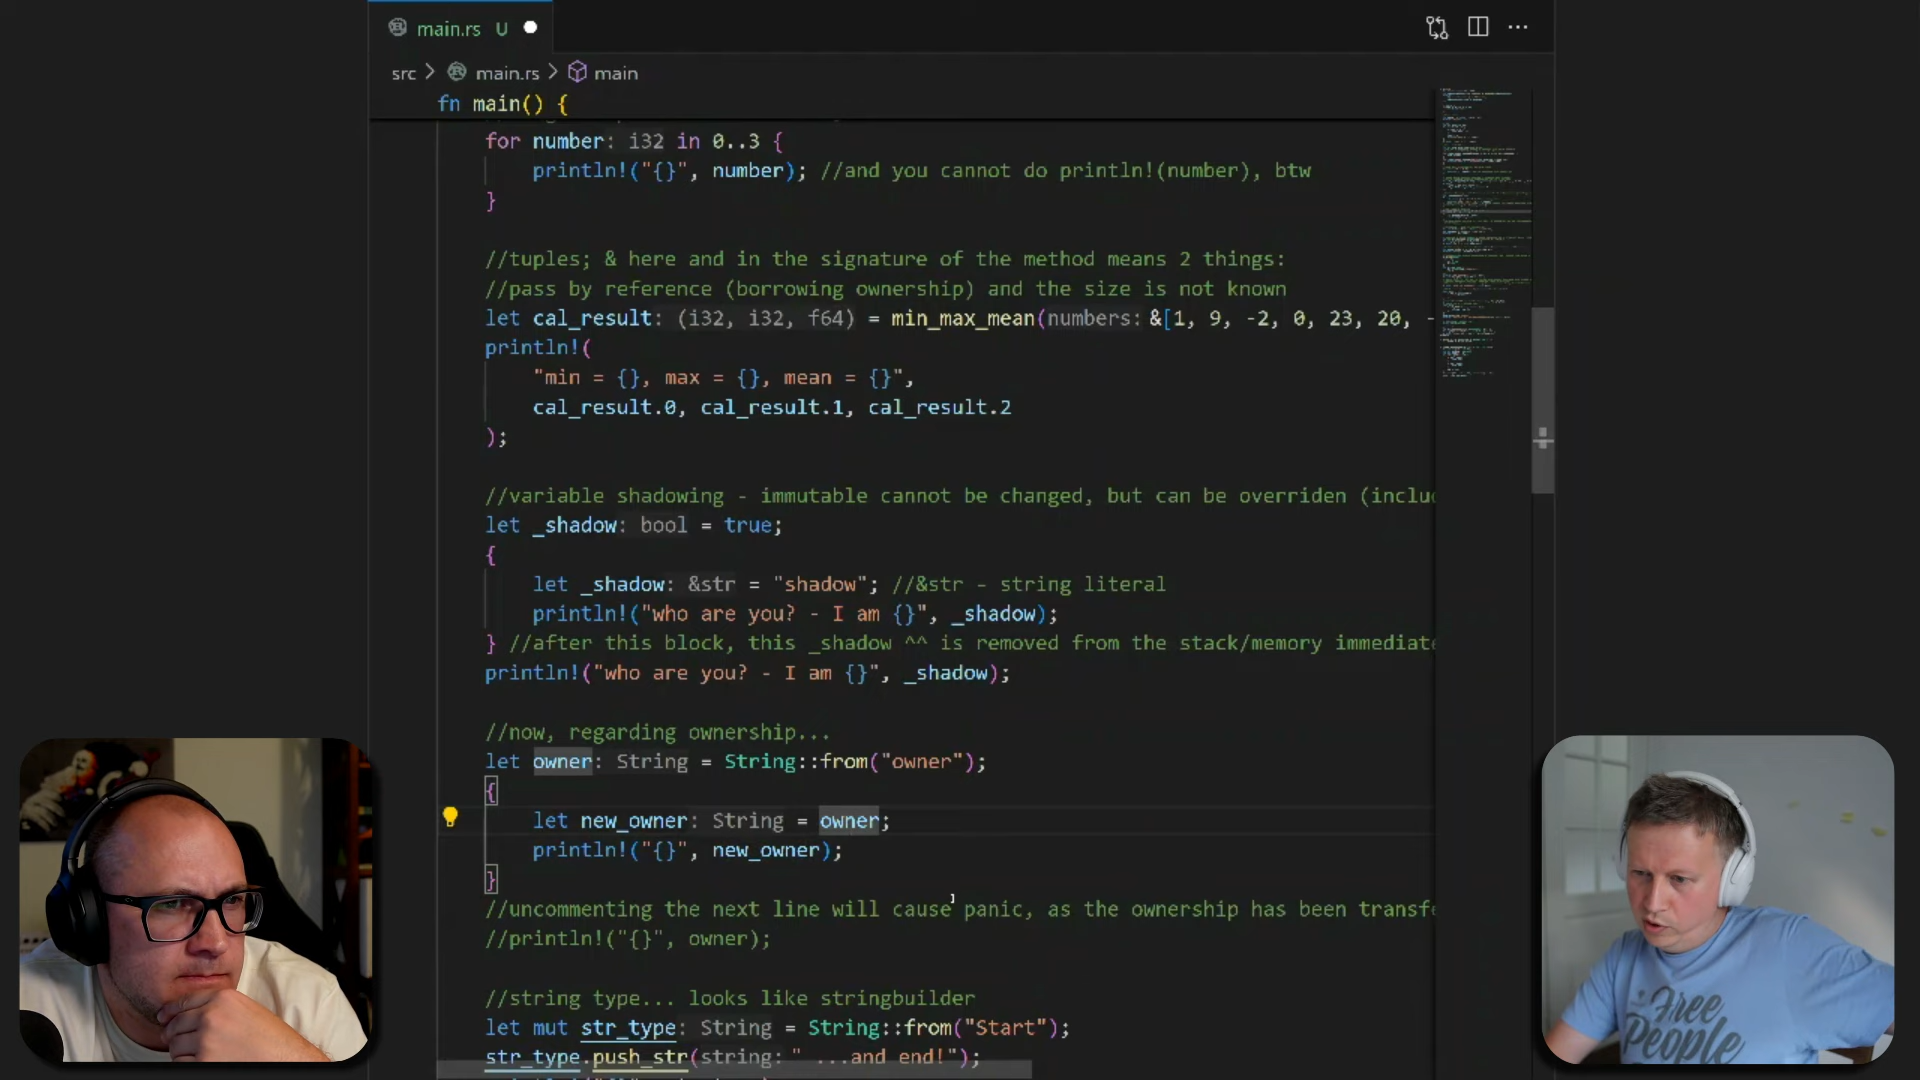 main.rs U
src > main.rs > main
fn main() {
for number: i32 in 0..3 {
println!("{}", number); //and you cannot do println!(number), btw
}
//tuples; & here and in the signature of the method means 2 things:
//pass by reference (borrowing ownership) and the size is not known
let cal_result: (i32, i32, f64) = min_max_mean(numbers: &[1, 9, -2, 0, 23, 20, -
println!(
"min = {}, max = {}, mean = {}",
cal_result.0, cal_result.1, cal_result.2
);
//variable shadowing - immutable cannot be changed, but can be overriden (inclu
let _shadow: bool = true;
{
let _shadow: &str = "shadow"; //&str - string literal
println!("who are you? - I am {}", _shadow);
} //after this block, this _shadow ^^ is removed from the stack/memory immediate
println!("who are you? - I am {}", _shadow);
//now, regarding ownership...
let owner: String = String::from("owner");
{
let new_owner: String = owner;
println!("{}", new_owner);
}
//uncommenting the next line will cause panic, as the ownership has been transfe
//println!("{}", owner);
//string type... looks like stringbuilder
let mut str_type: String = String::from("Start");
str_type.push_str(string: " ...and end!");
Free
People